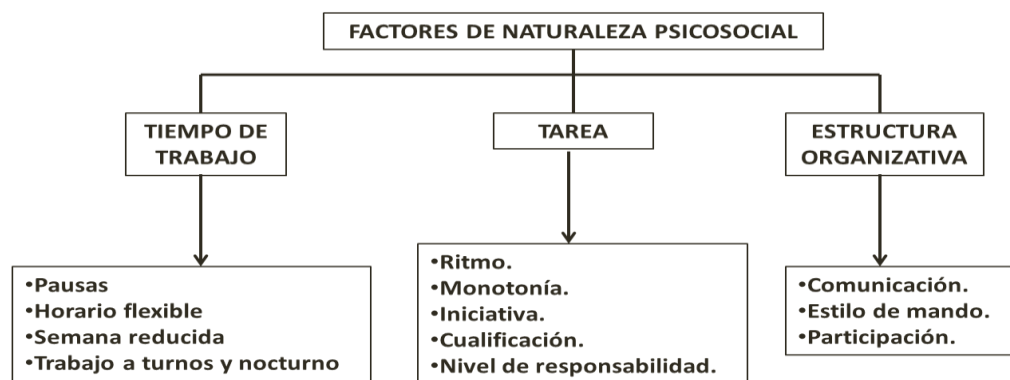 FACTORES DE NATURALEZA PSICOSOCIAL
TIEMPO DE
TRABAJO
TAREA
ESTRUCTURA
ORGANIZATIVA
•Pausas
•Horario flexible
•Semana reducida
•Trabajo a turnos y nocturno
•Ritmo.
•Monotonía.
•Iniciativa.
•Cualificación.
•Nivel de responsabilidad.
•Comunicación.
•Estilo de mando.
•Participación.